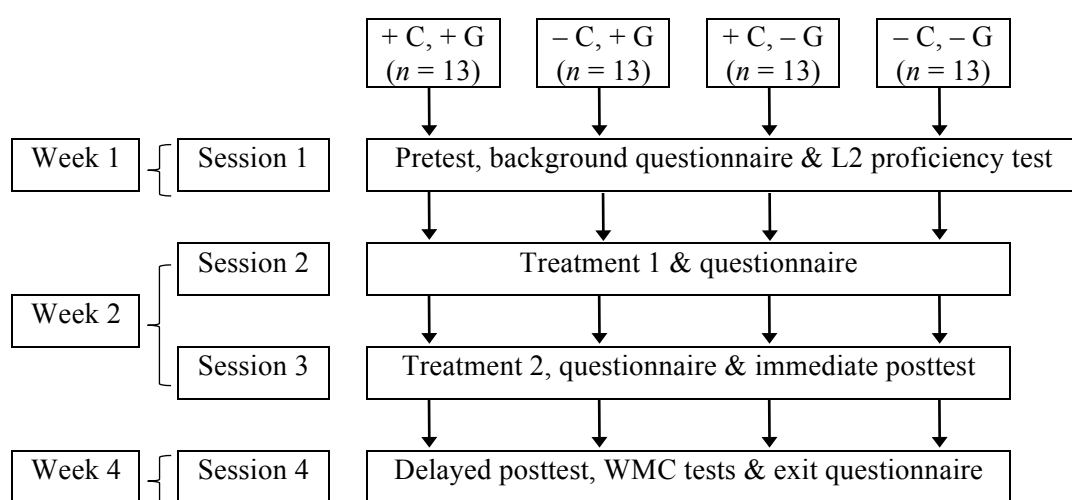 + C, + G
(n = 13)
– C, + G
(n = 13)
+ C, – G
(n = 13)
– C, – G
(n = 13)
Week 1
Session 1
Pretest, background questionnaire & L2 proficiency test
Week 2
Session 2
Treatment 1 & questionnaire
Session 3
Treatment 2, questionnaire & immediate posttest
Week 4
Session 4
Delayed posttest, WMC tests & exit questionnaire